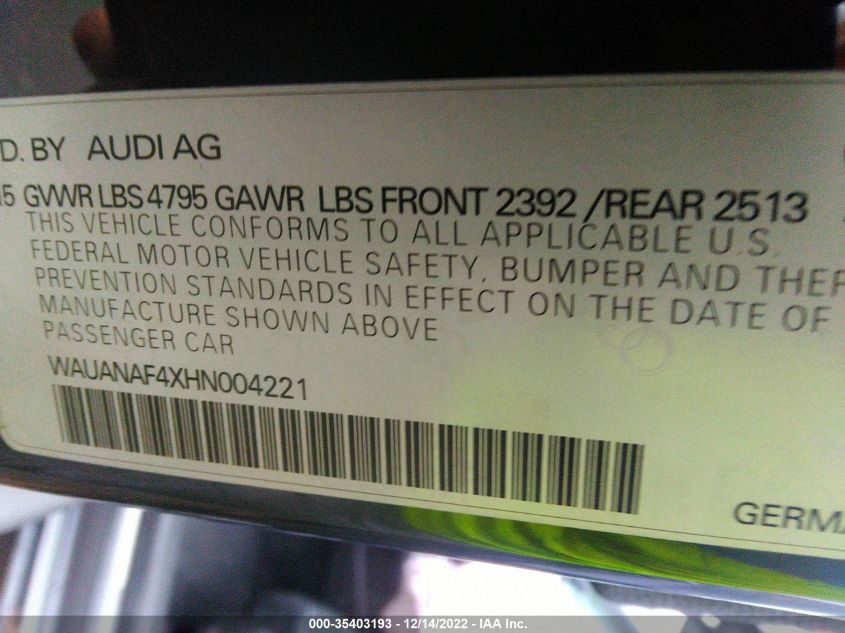 D. BY AUDI AG
15 GVWR LBS 4795 GAWR LBS FRONT 2392 /REAR 2513
THIS VEHICLE CONFORMS TO ALL APPLICABLE U.S.
FEDERAL MOTOR VEHICLE SAFETY, BUMPER AND THEF
PREVENTION STANDARDS IN EFFECT ON THE DATE OF
MANUFACTURE SHOWN ABOVE
PASSENGER CAR
WAUANAF4XHN004221
GERMA
000-35403193 - 12/14/2022 - IAA Inc.